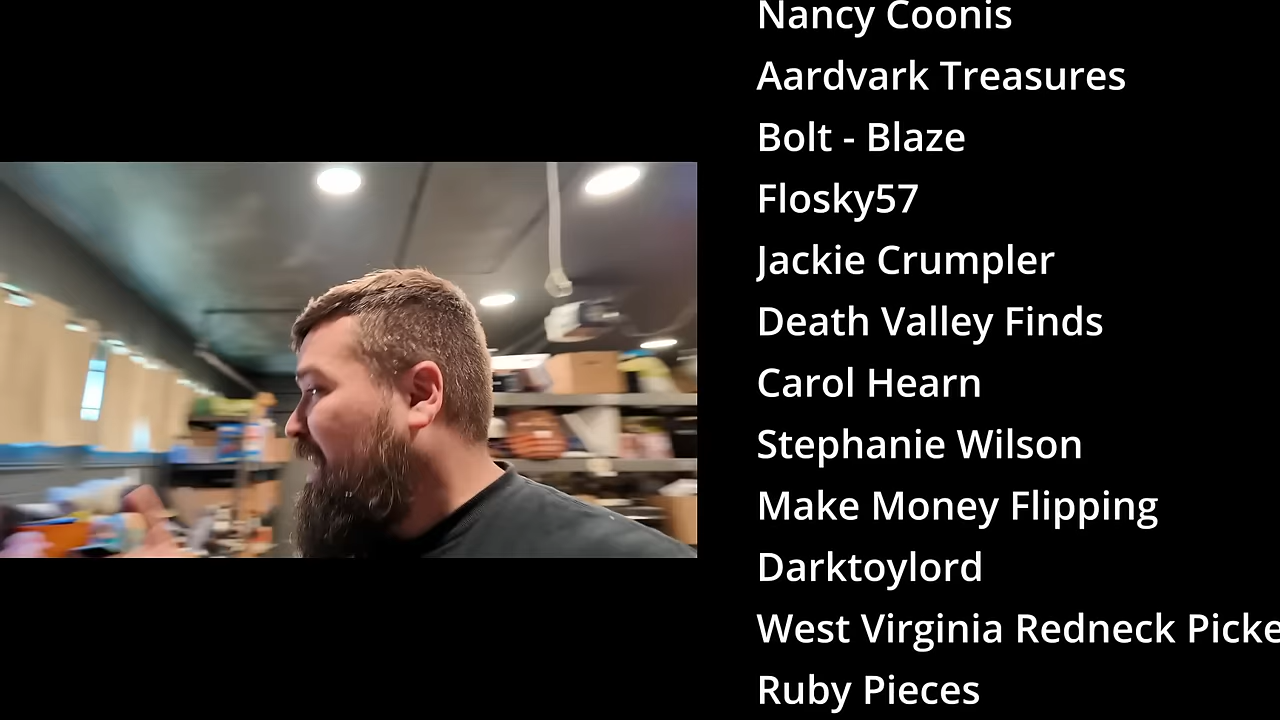 Nancy Coonis
Aardvark Treasures
Bolt - Blaze
Flosky57
Jackie Crumpler
Death Valley Finds
Carol Hearn
Stephanie Wilson
Make Money Flipping
Darktoylord
West Virginia Redneck Picke
Ruby Pieces